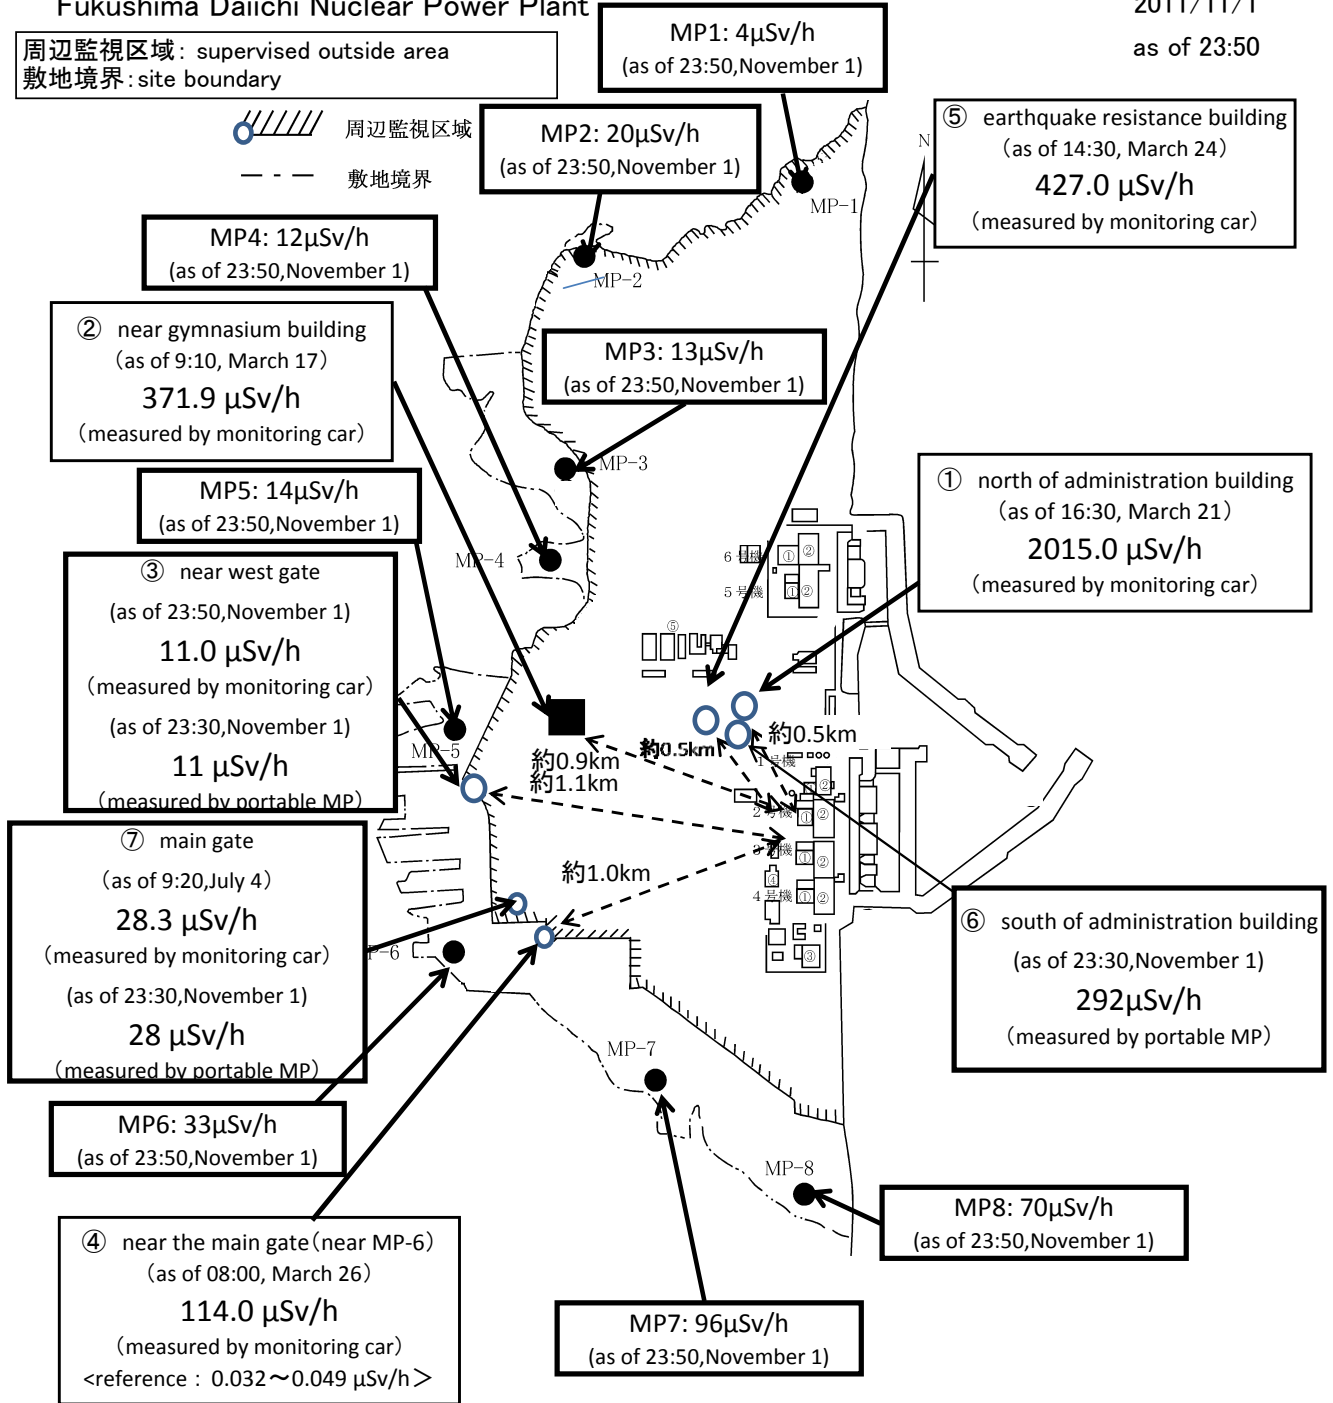 Fukushima Daiichi Nuclear Power Plant
2011/11/1
as of 23:50
周辺監視区域: supervised outside area
敷地境界:site boundary
周辺監視区域
敷地境界
MP1: 4μSv/h
(as of 23:50,November 1)
MP2: 20μSv/h
(as of 23:50,November 1)
⑤ earthquake resistance building
(as of 14:30, March 24)
427.0 μSv/h
(measured by monitoring car)
N
MP-1
MP4: 12μSv/h
(as of 23:50,November 1)
MP-2
② near gymnasium building
(as of 9:10, March 17)
371.9 μSv/h
(measured by monitoring car)
MP3: 13μSv/h
(as of 23:50,November 1)
MP-3
MP5: 14μSv/h
(as of 23:50,November 1)
① north of administration building
(as of 16:30, March 21)
2015.0 μSv/h
(measured by monitoring car)
MP-4
6号機
① ②
5号機
① ②
③ near west gate
(as of 23:50,November 1)
11.0 μSv/h
(measured by monitoring car)
(as of 23:30,November 1)
11 μSv/h
(measured by portable MP)
⑤
MP-5
約0.9km
約1.1km
約0.5km
約0.5km
1号機
②
2号機
① ②
3号機
① ②
④
4号機
① ②
③
⑦ main gate
(as of 9:20,July 4)
28.3 μSv/h
(measured by monitoring car)
(as of 23:30,November 1)
28 μSv/h
(measured by portable MP)
約1.0km
P-6
⑥ south of administration building
(as of 23:30,November 1)
292μSv/h
(measured by portable MP)
MP-7
MP6: 33μSv/h
(as of 23:50,November 1)
MP-8
MP8: 70μSv/h
(as of 23:50,November 1)
④ near the main gate(near MP-6)
(as of 08:00, March 26)
114.0 μSv/h
(measured by monitoring car)
<reference : 0.032～0.049 μSv/h＞
MP7: 96μSv/h
(as of 23:50,November 1)